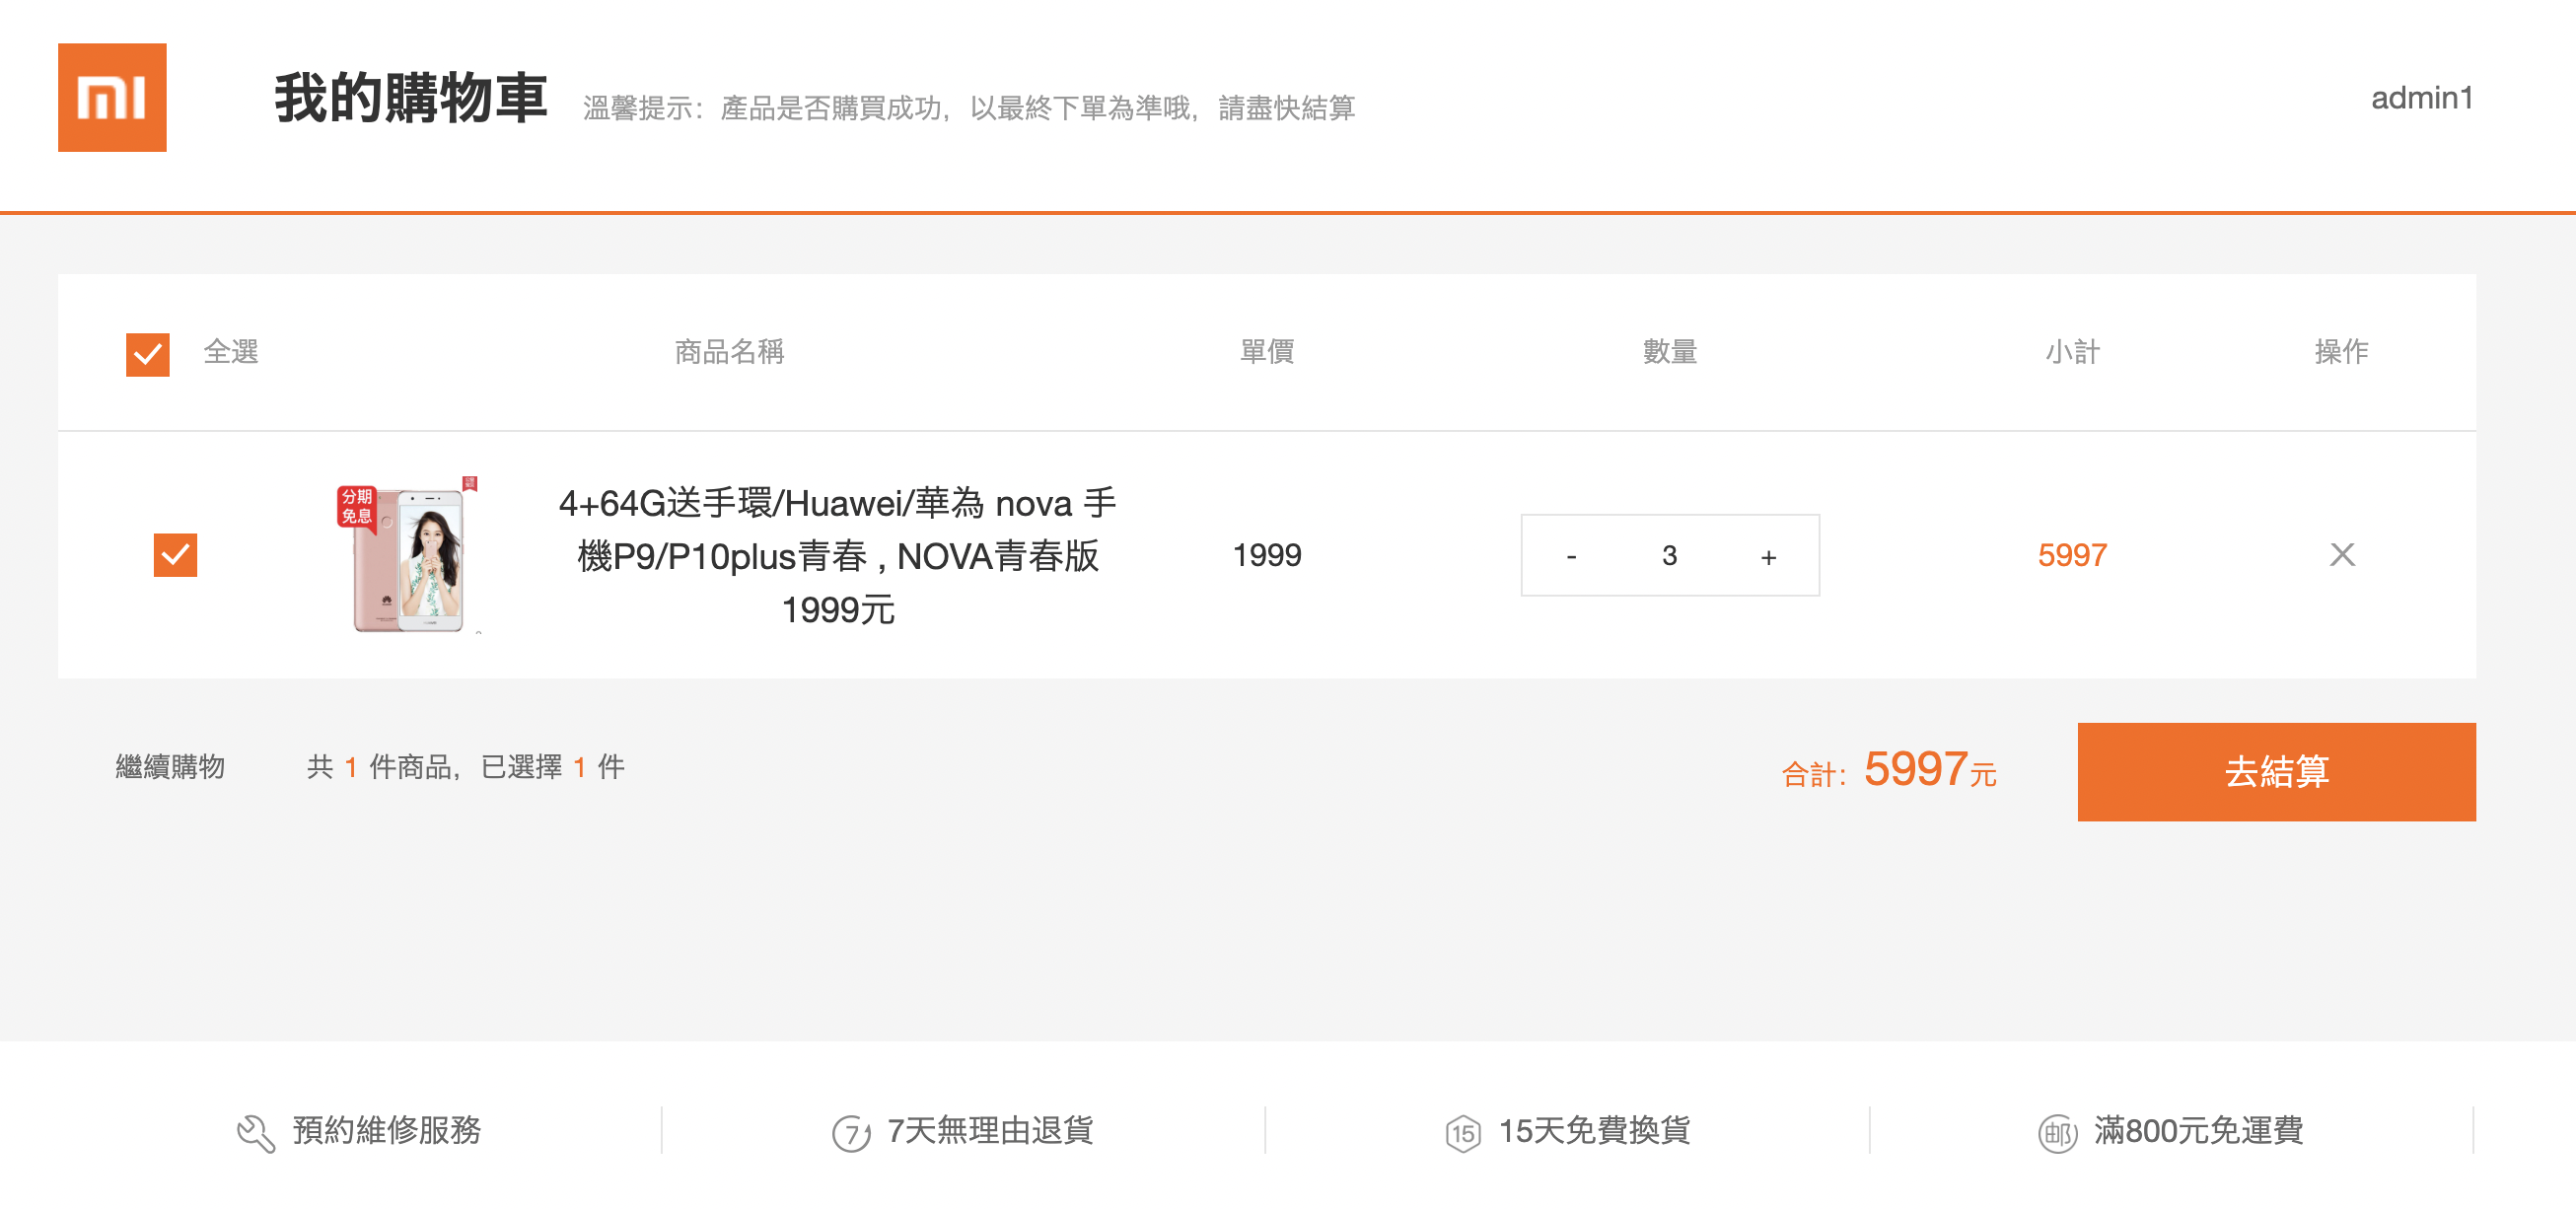 mi
我的購物車
溫馨提示：產品是否購買成功，以最終下單為準哦，請盡快結算
admin1
全選
商品名稱
單價
數量
小計
操作
分期
免息
4+64G送手環/Huawei/華為 nova 手
機P9/P10plus青春 , NOVA青春版
1999元
1999
- 3 +
5997
繼續購物
共 1 件商品，已選擇 1 件
合計：5997元
去結算
預約維修服務
7 7天無理由退貨
15 15天免費換貨
邮 滿800元免運費